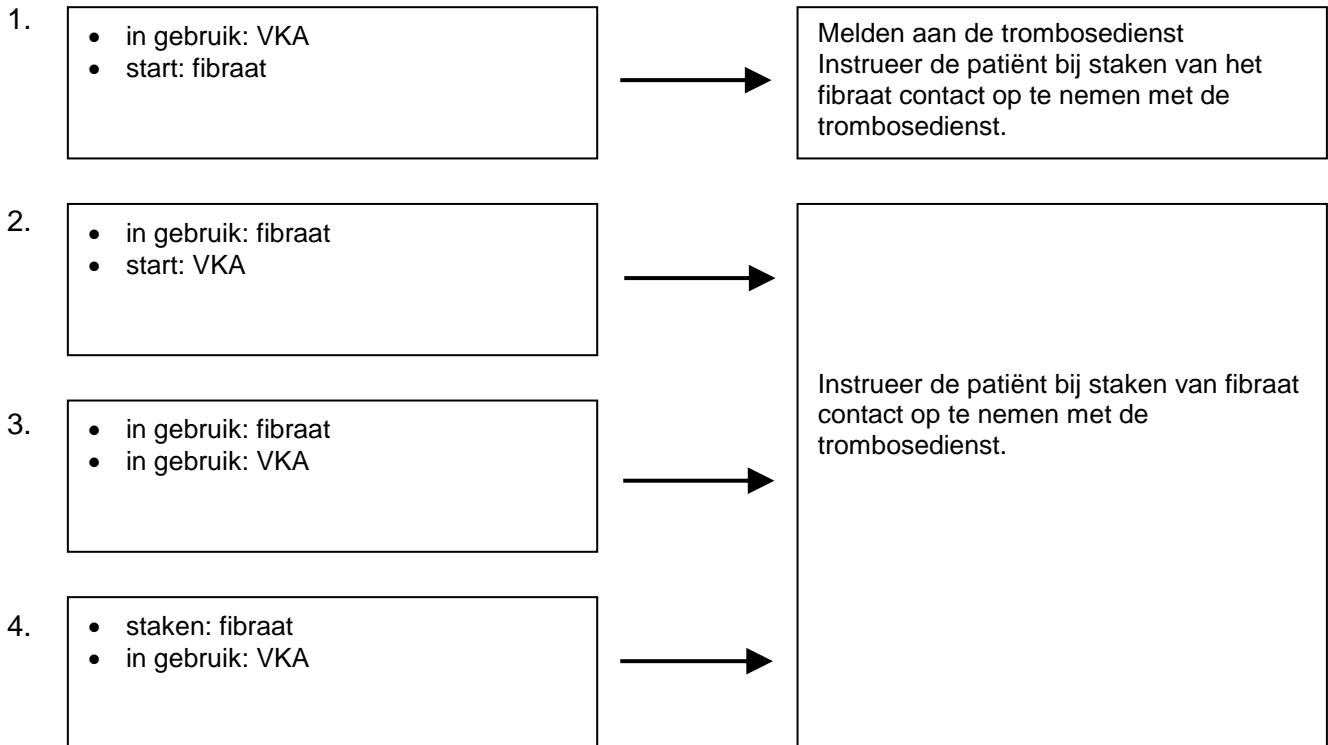 1.
• in gebruik: VKA
• start: fibraat
Melden aan de trombosedienst
Instrueer de patiënt bij staken van het
fibraat contact op te nemen met de
trombosedienst.
2.
• in gebruik: fibraat
• start: VKA
3.
• in gebruik: fibraat
• in gebruik: VKA
4.
• staken: fibraat
• in gebruik: VKA
Instrueer de patiënt bij staken van fibraat
contact op te nemen met de
trombosedienst.